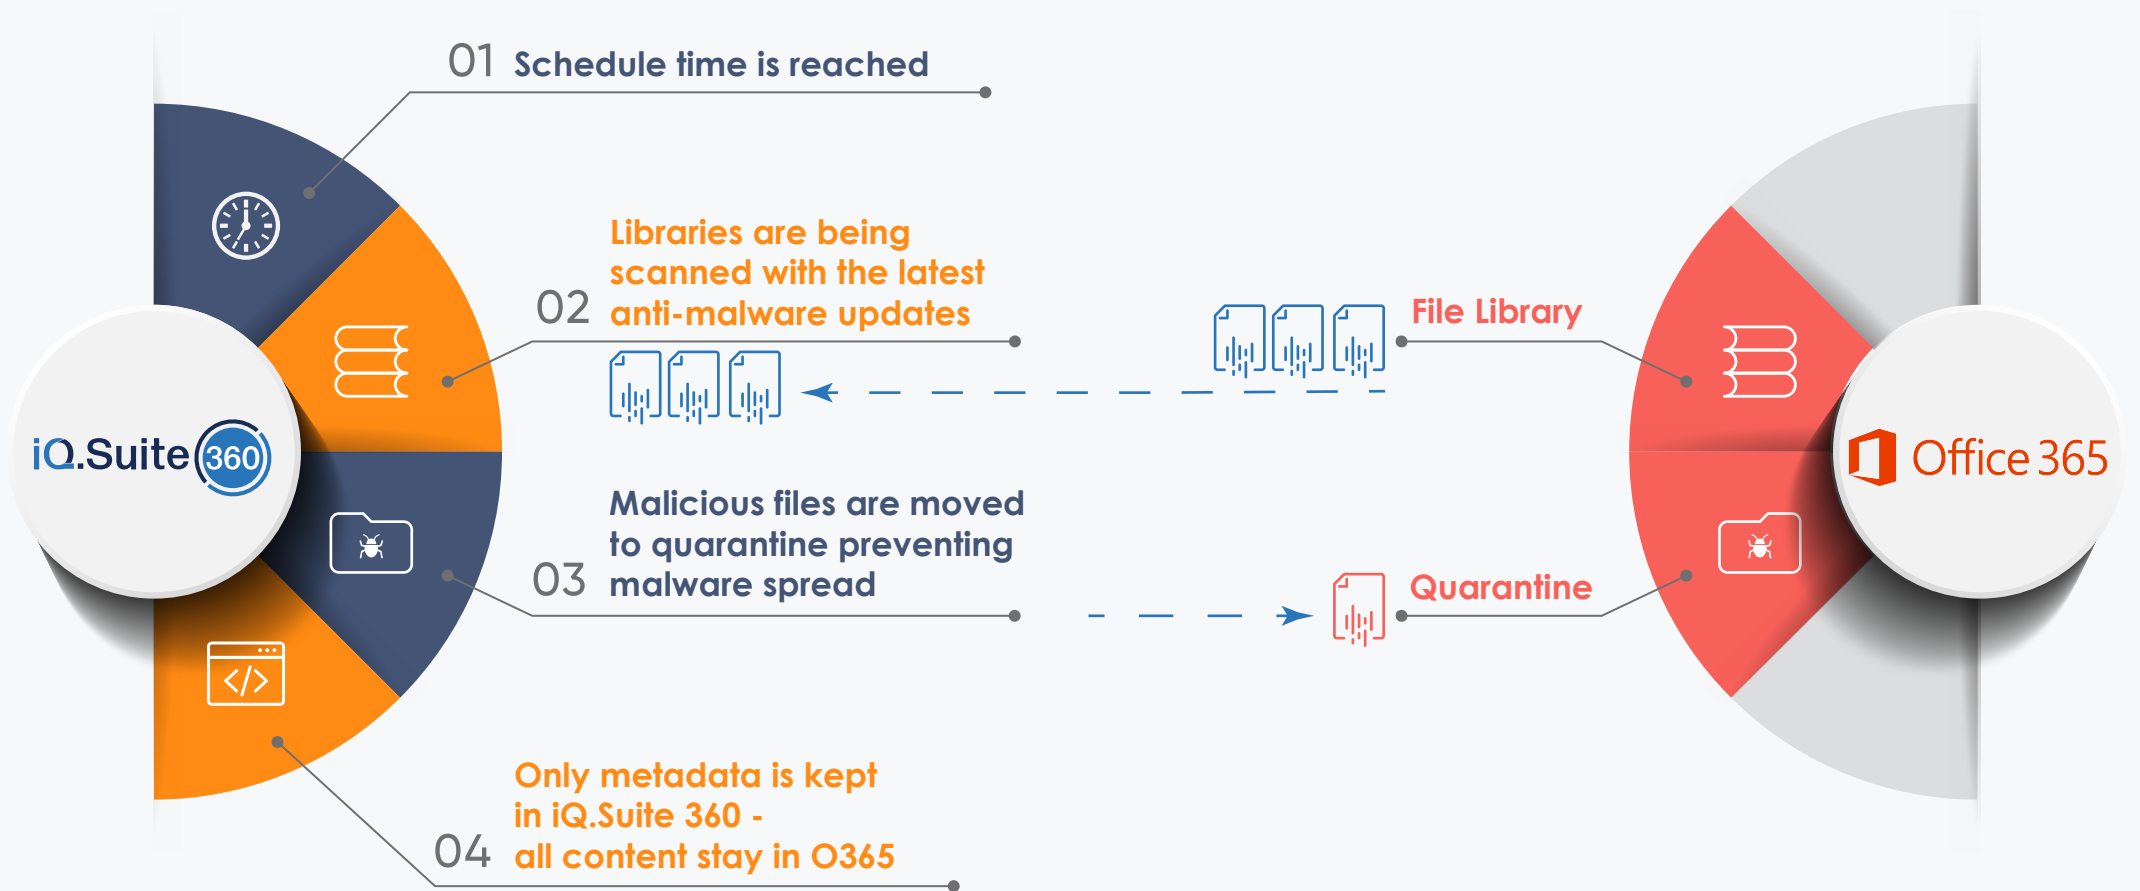 01 Schedule time is reached
Libraries are being
scanned with the latest
02 anti-malware updates
File Library
iQ.Suite 360
Office 365
Malicious files are moved
to quarantine preventing
03 malware spread
Quarantine
</>
Only metadata is kept
in iQ.Suite 360 -
04 all content stay in O365